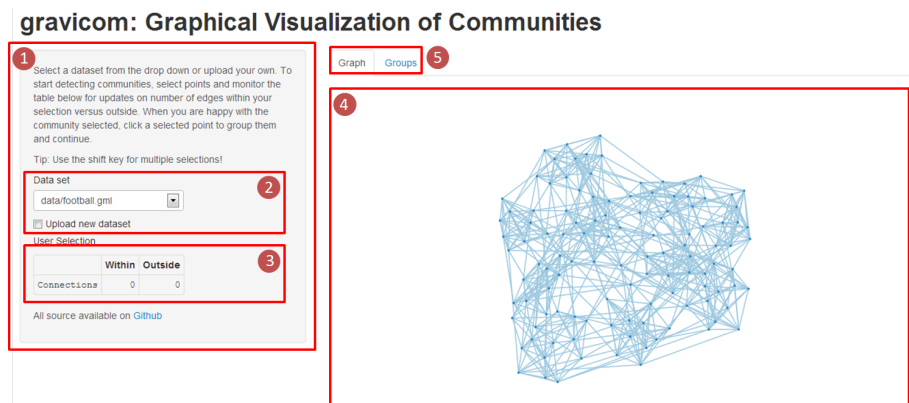 gravicom: Graphical Visualization of Communities
1
Select a dataset from the drop down or upload your own. To
start detecting communities, select points and monitor the
table below for updates on number of edges within your
selection versus outside. When you are happy with the
community selected, click a selected point to group them
and continue.
Tip: Use the shift key for multiple selections!
Data set
2
data/football.gml
Upload new dataset
User Selection
3
Within Outside
Connections 0 0
All source available on Github
Graph Groups 5
4